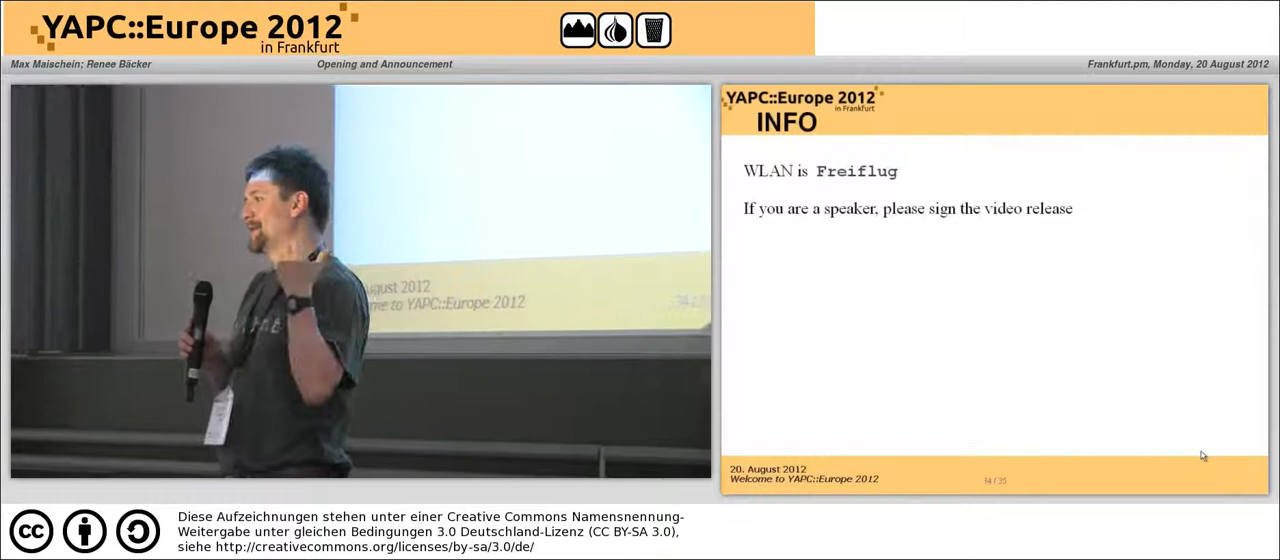 YAPC::Europe 2012
in Frankfurt
Max Maischein; Renee Bäcker
Opening and Announcement
Frankfurt.pm, Monday, 20 August 2012
ugust 2012
me to YAPC::Europe 2012
YAPC::Europe 2012
in Frankfurt
INFO
WLAN is Freiflug
If you are a speaker, please sign the video release
20. August 2012
Welcome to YAPC::Europe 2012
34 / 35
cc
Diese Aufzeichnungen stehen unter einer Creative Commons Namensnennung-
Weitergabe unter gleichen Bedingungen 3.0 Deutschland-Lizenz (CC BY-SA 3.0),
siehe http://creativecommons.org/licenses/by-sa/3.0/de/